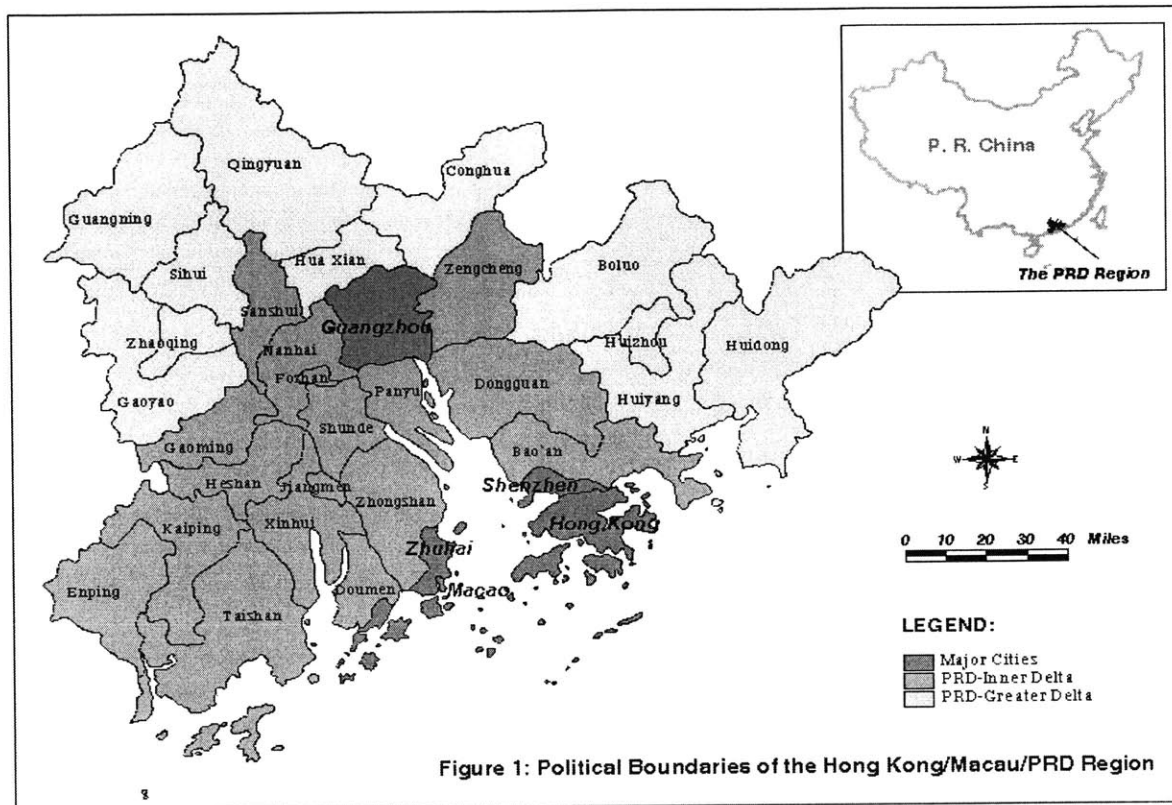 P. R. China
The PRD Region
Qingyuan
Conghua
Guangning
Sihui
Hua Xian
Zengcheng
Boluo
Sanshui
Guangzhou
Zhaoqing
Nanhai
Huizhou
Huidong
Foshan
Panyu
Dongguan
Gaoyao
Huiyang
Shunde
Gaoming
Bao'an
Heshan
Jiangmen
Shenzhen
Zhongshan
Kaiping
Xinhui
Hong Kong
Zhuhai
Enping
Doumen
Macao
Taishan
N
W E
S
0 10 20 30 40 Miles
LEGEND:
Major Cities
PRD-Inner Delta
PRD-Greater Delta
Figure 1: Political Boundaries of the Hong Kong/Macau/PRD Region
8